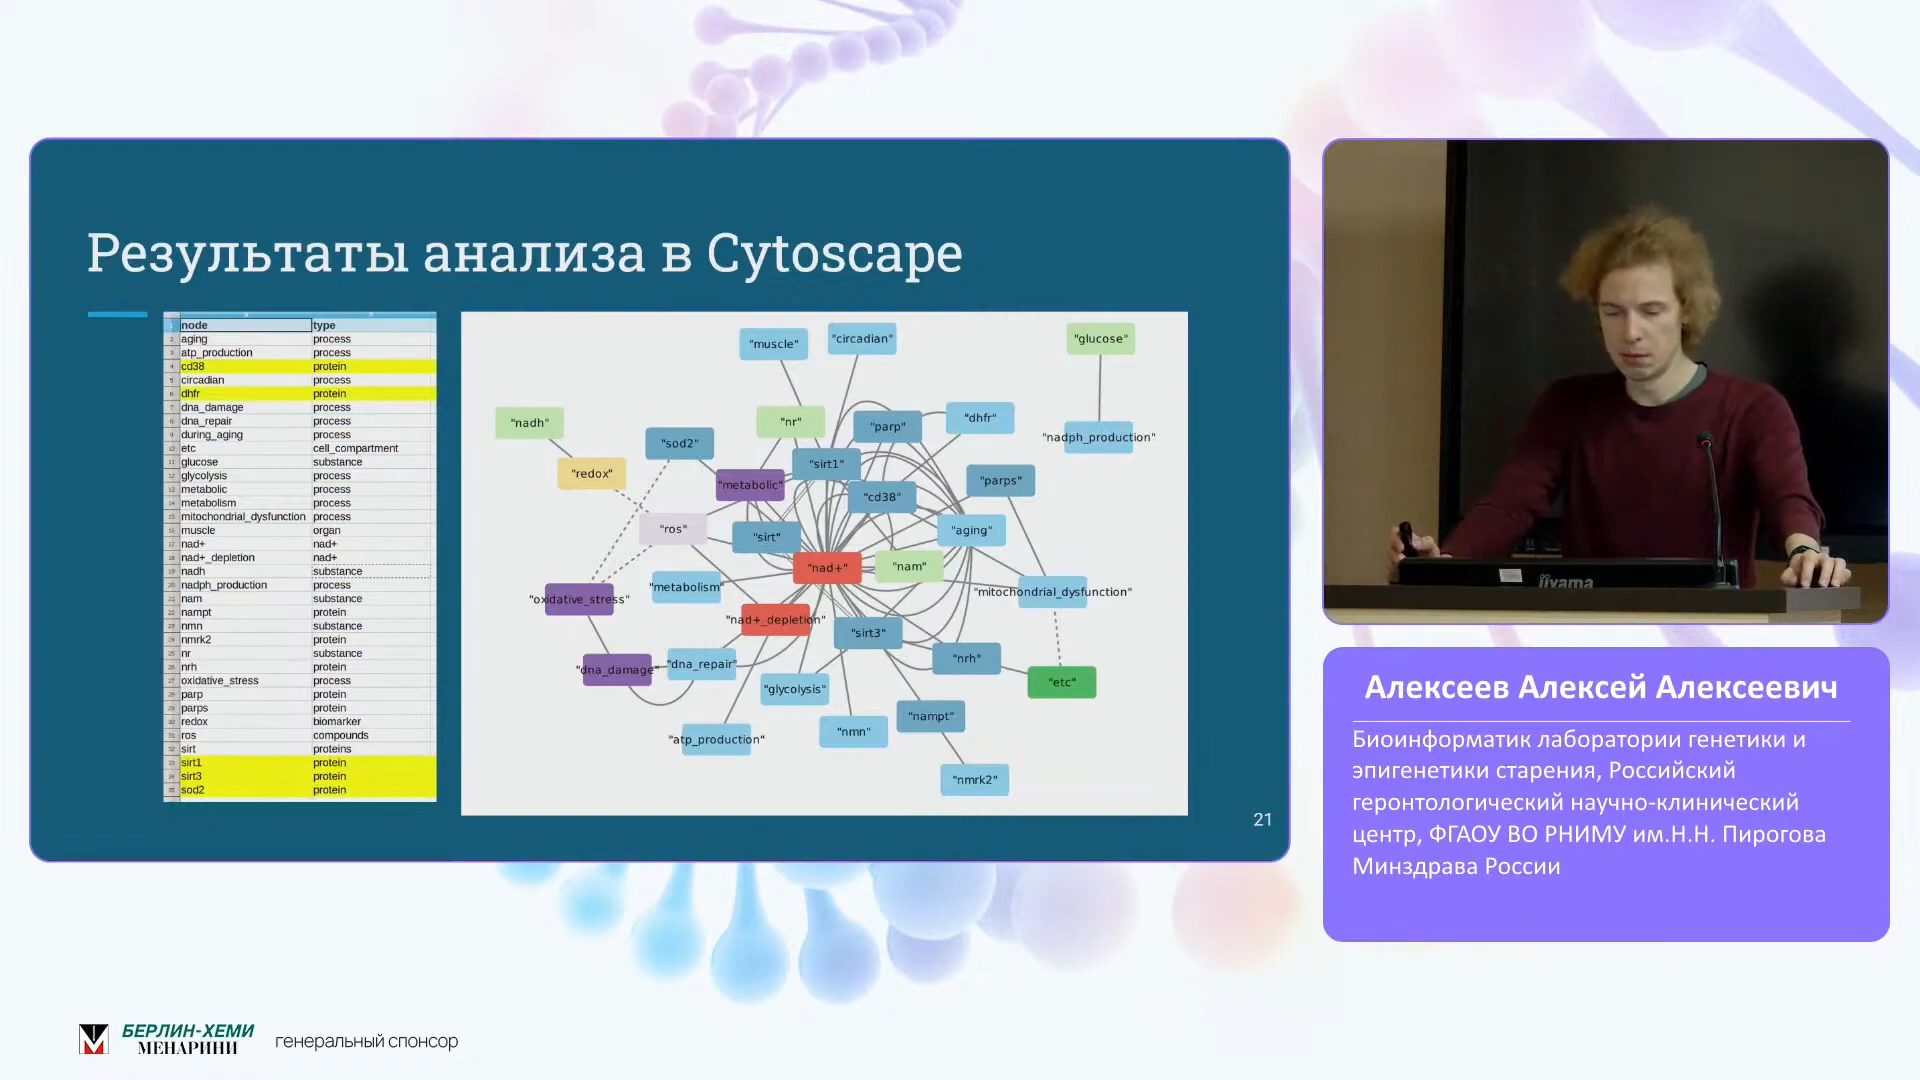 Результаты анализа в Cytoscape
node type
aging process
atp_production process
cd38 protein
circadian process
dhfr protein
dna_damage process
dna_repair process
during_aging process
etc cell_compartment
glucose substance
glycolysis process
metabolic process
metabolism process
mitochondrial_dysfunction process
muscle organ
nad+ nad+
nad+_depletion nad+
nadh substance
nadph_production process
nam substance
nampt protein
nmn substance
nmrk2 protein
nr substance
nrh protein
oxidative_stress process
parp protein
parps protein
redox biomarker
ros compounds
sirt proteins
sirt1 protein
sirt3 protein
sod2 protein
"muscle"
"circadian"
"glucose"
"nadh"
"nr"
"parp"
"dhfr"
"nadph_production"
"sod2"
"redox"
"sirt1"
"metabolic"
"cd38"
"parps"
"ros"
"sirt"
"aging"
"nad+"
"nam"
"metabolism"
"mitochondrial_dysfunction"
"oxidative_stress"
"nad+_depletion"
"sirt3"
"dna_damage"
"dna_repair"
"nrh"
"etc"
"glycolysis"
"nampt"
"nmn"
"atp_production"
"nmrk2"
21
iiyama
Алексеев Алексей Алексеевич
Биоинформатик лаборатории генетики и
эпигенетики старения, Российский
геронтологический научно-клинический
центр, ФГАОУ ВО РНИМУ им.Н.Н. Пирогова
Минздрава России
БЕРЛИН-ХЕМИ
МЕНАРИНИ
генеральный спонсор